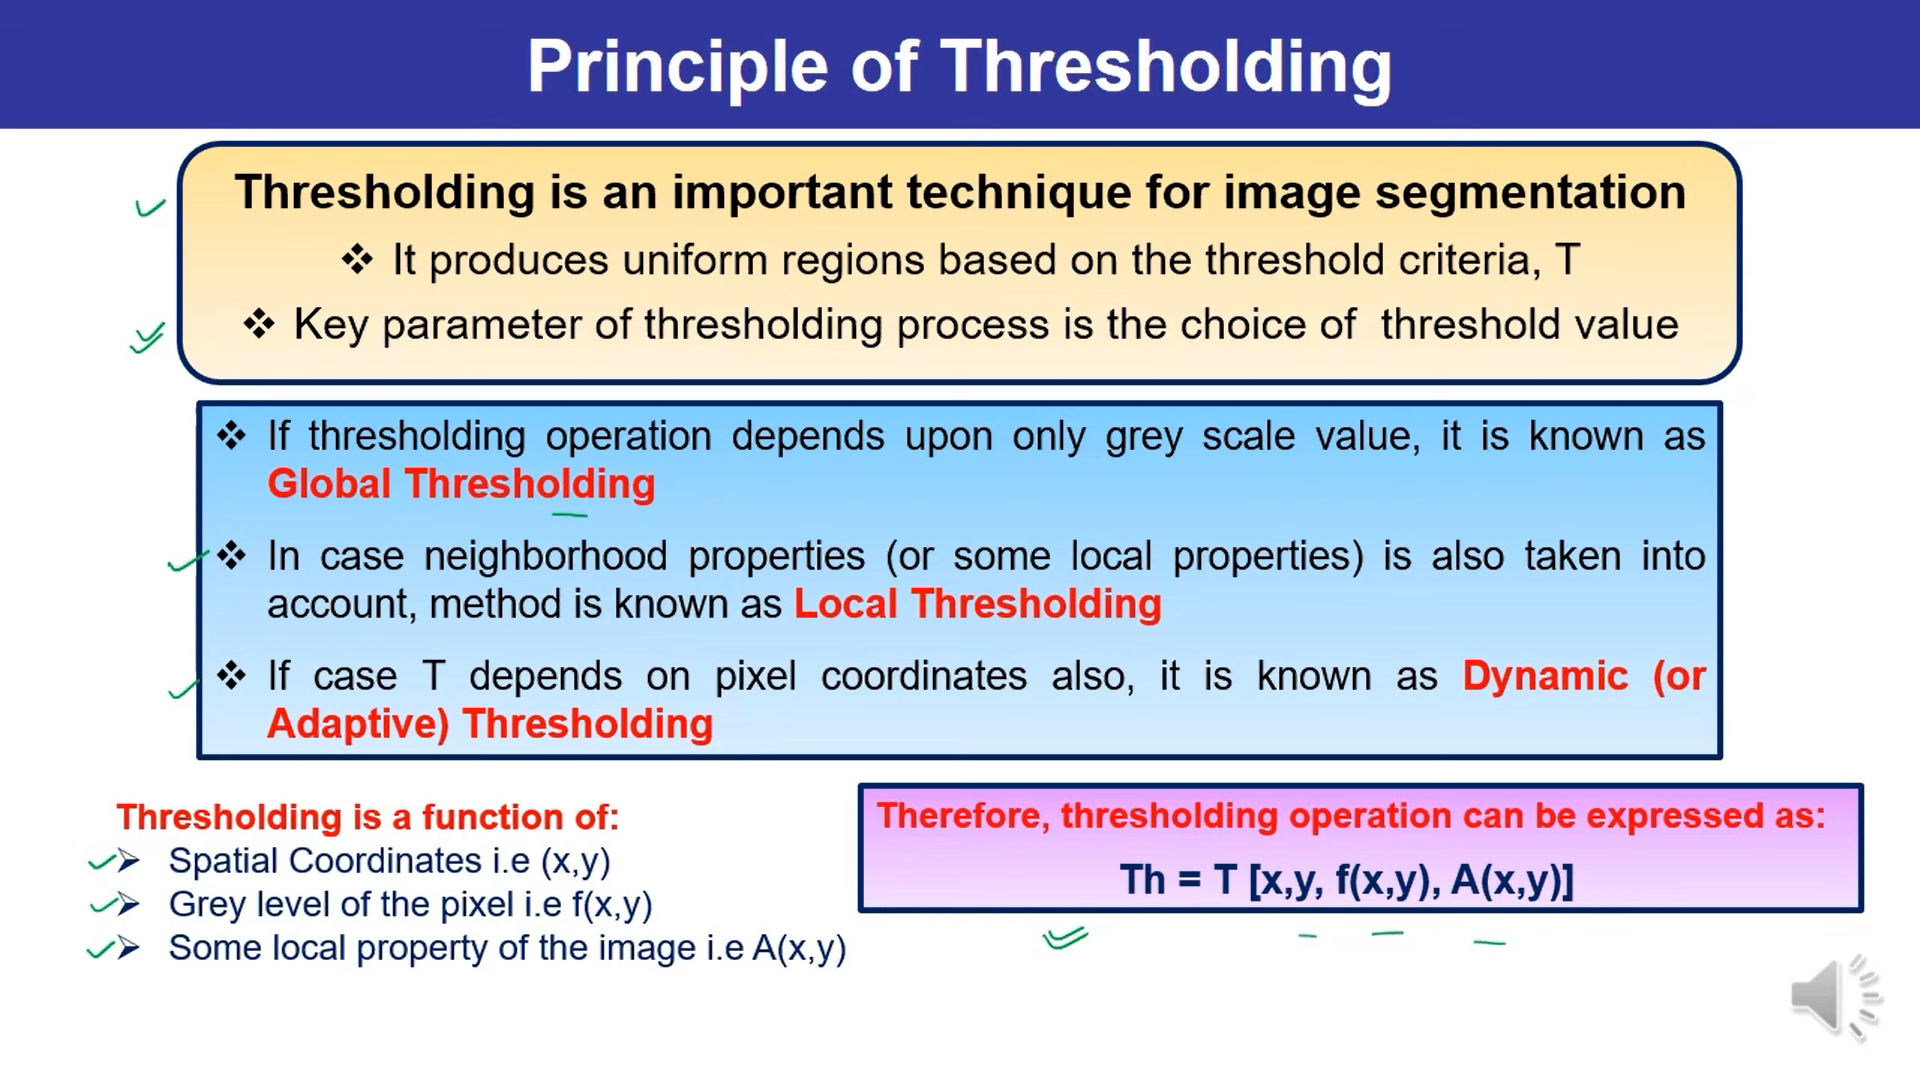 Principle of Thresholding
Thresholding is an important technique for image segmentation
❖ It produces uniform regions based on the threshold criteria, T
❖ Key parameter of thresholding process is the choice of threshold value
❖ If thresholding operation depends upon only grey scale value, it is known as
Global Thresholding
❖ In case neighborhood properties (or some local properties) is also taken into
account, method is known as Local Thresholding
❖ If case T depends on pixel coordinates also, it is known as Dynamic (or
Adaptive) Thresholding
Thresholding is a function of:
➢ Spatial Coordinates i.e (x,y)
➢ Grey level of the pixel i.e f(x,y)
➢ Some local property of the image i.e A(x,y)
Therefore, thresholding operation can be expressed as:
Th = T [x,y, f(x,y), A(x,y)]